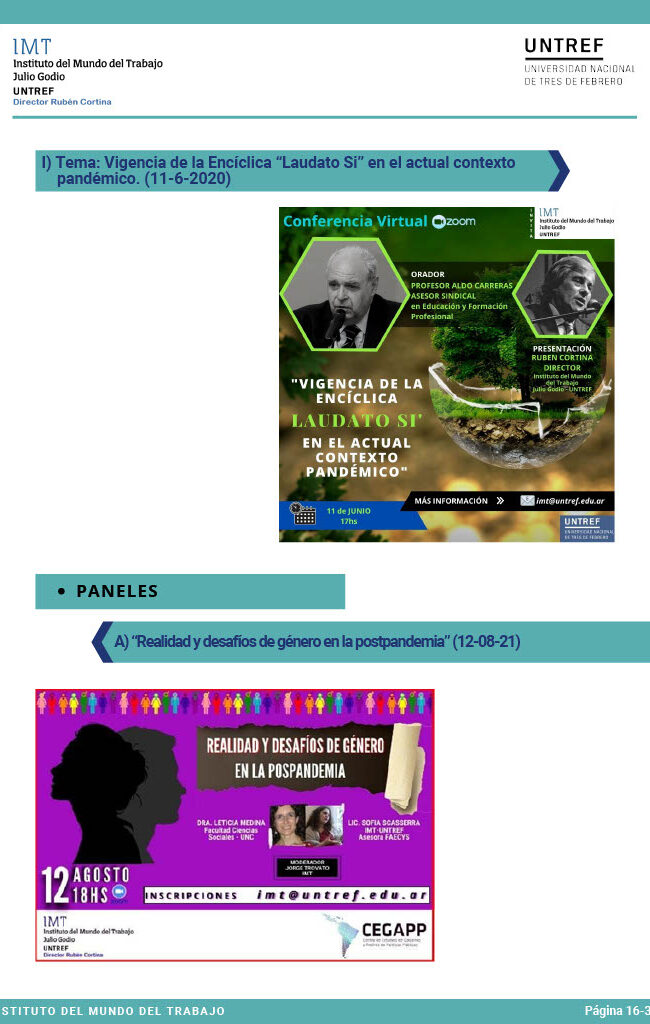 IMT
Instituto del Mundo del Trabajo
Julio Godio
UNTREF
Director Rubén Cortina
UNTREF
UNIVERSIDAD NACIONAL
DE TRES DE FEBRERO
I) Tema: Vigencia de la Encíclica “Laudato Si” en el actual contexto
pandémico. (11-6-2020)
Conferencia Virtual zoom
INVITA
IMT
Instituto del Mundo del Trabajo
Julio Godio
UNTREF
ORADOR
PROFESOR ALDO CARRERAS
ASESOR SINDICAL
en Educación y Formación
Profesional
PRESENTACIÓN
RUBEN CORTINA
DIRECTOR
Instituto del Mundo
del Trabajo
Julio Godio - UNTREF
"VIGENCIA DE LA
ENCÍCLICA
LAUDATO SI'
EN EL ACTUAL
CONTEXTO
PANDÉMICO"
MÁS INFORMACIÓN
imt@untref.edu.ar
11 de JUNIO
17hs
UNTREF
UNIVERSIDAD NACIONAL
DE TRES DE FEBRERO
• PANELES
A) “Realidad y desafíos de género en la postpandemia” (12-08-21)
REALIDAD Y DESAFÍOS DE GÉNERO
EN LA POSPANDEMIA
DRA. LETICIA MEDINA
Facultad Ciencias
Sociales - UNC
LIC. SOFIA SCASSERRA
IMT-UNTREF
Asesora FAECYS
MODERADOR
JORGE TROVATO
IMT
12 AGOSTO
18HS
zoom
INSCRIPCIONES imt@untref.edu.ar
IMT
Instituto del Mundo del Trabajo
Julio Godio
UNTREF
Director Rubén Cortina
CEGAPP
Centro de Estudios de Gobierno
y Análisis de Políticas Públicas
STITUTO DEL MUNDO DEL TRABAJO
Página 16-3